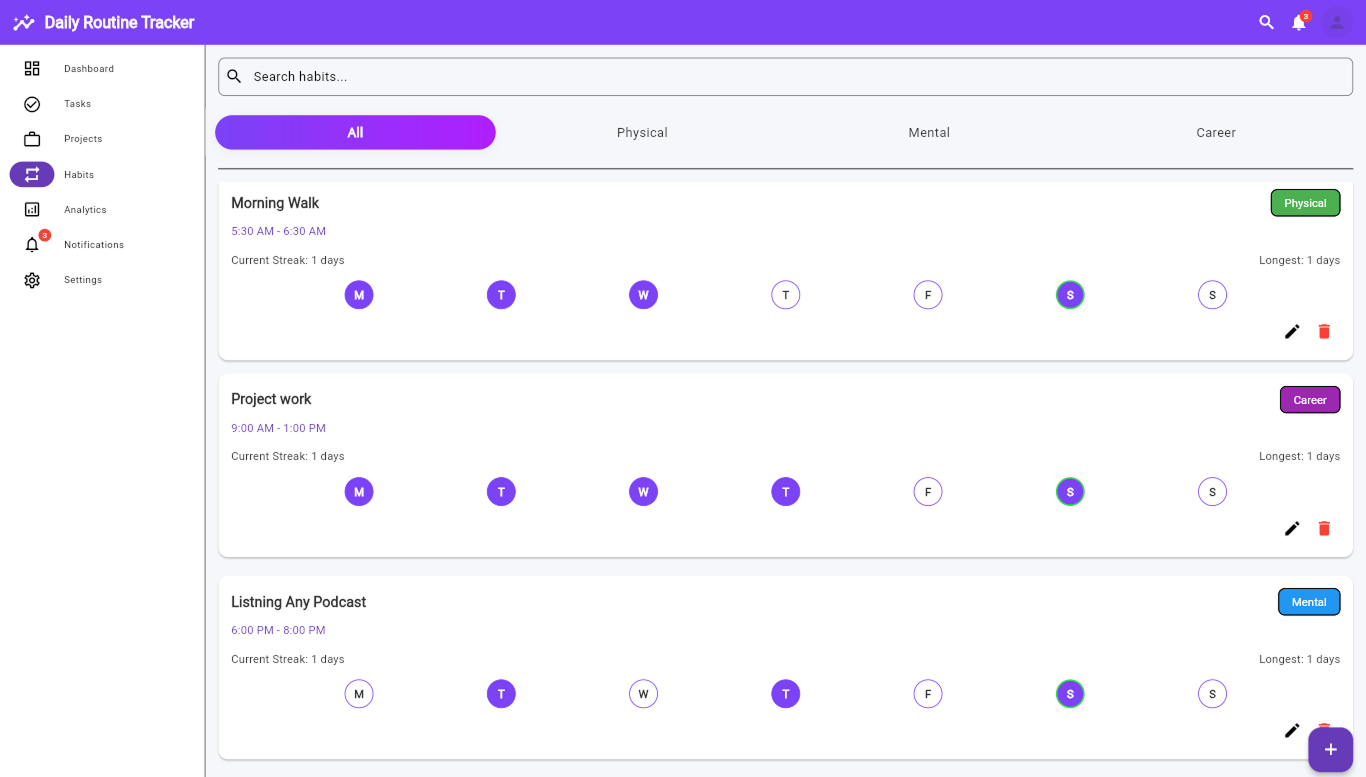 Daily Routine Tracker
3
Dashboard
Tasks
Projects
Habits
Analytics
3
Notifications
Settings
Search habits...
All Physical Mental Career
Morning Walk Physical
5:30 AM - 6:30 AM
Current Streak: 1 days Longest: 1 days
M T W T F S S
Project work Career
9:00 AM - 1:00 PM
Current Streak: 1 days Longest: 1 days
M T W T F S S
Listning Any Podcast Mental
6:00 PM - 8:00 PM
Current Streak: 1 days Longest: 1 days
M T W T F S S
+